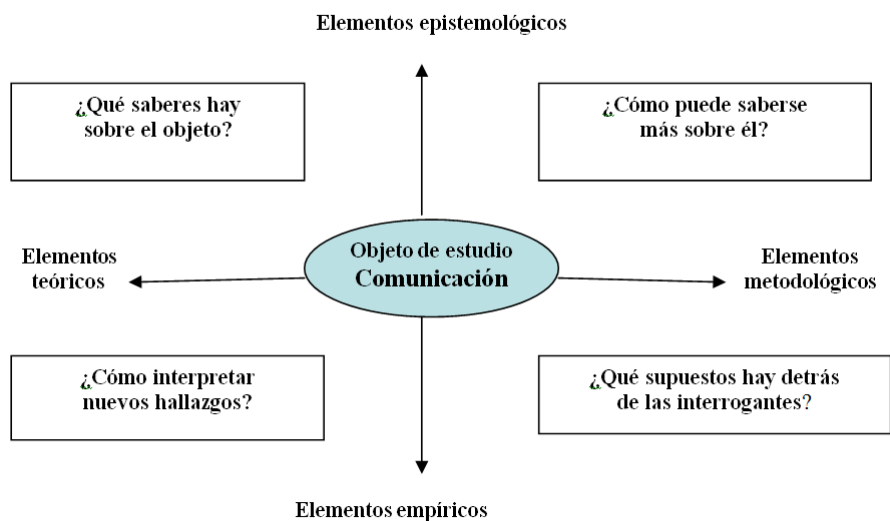 Elementos epistemológicos
¿Qué saberes hay
sobre el objeto?
¿Cómo puede saberse
más sobre él?
Elementos
teóricos
Objeto de estudio
Comunicación
Elementos
metodológicos
¿Cómo interpretar
nuevos hallazgos?
¿Qué supuestos hay detrás
de las interrogantes?
Elementos empíricos